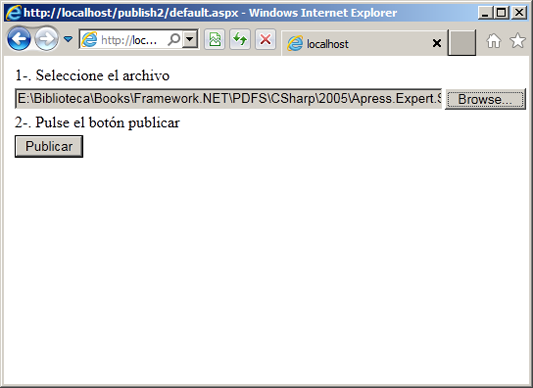 http://localhost/publish2/default.aspx - Windows Internet Explorer
http://loc...
localhost
1-. Seleccione el archivo
E:\Biblioteca\Books\Framework.NET\PDFS\CSharp\2005\Apress.Expert.S
Browse...
2-. Pulse el botón publicar
Publicar